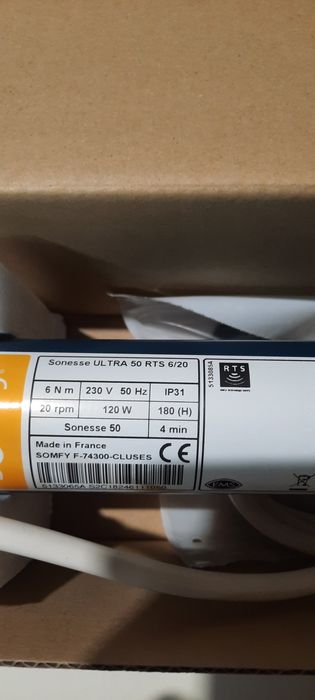 Sonesse ULTRA 50 RTS 6/20
6 N m 230 V 50 Hz IP31
20 rpm 120 W 180 (H)
Sonesse 50 4 min
Made in France
SOMFY F-74300-CLUSES
CE
5133065A
5133085A
RTS